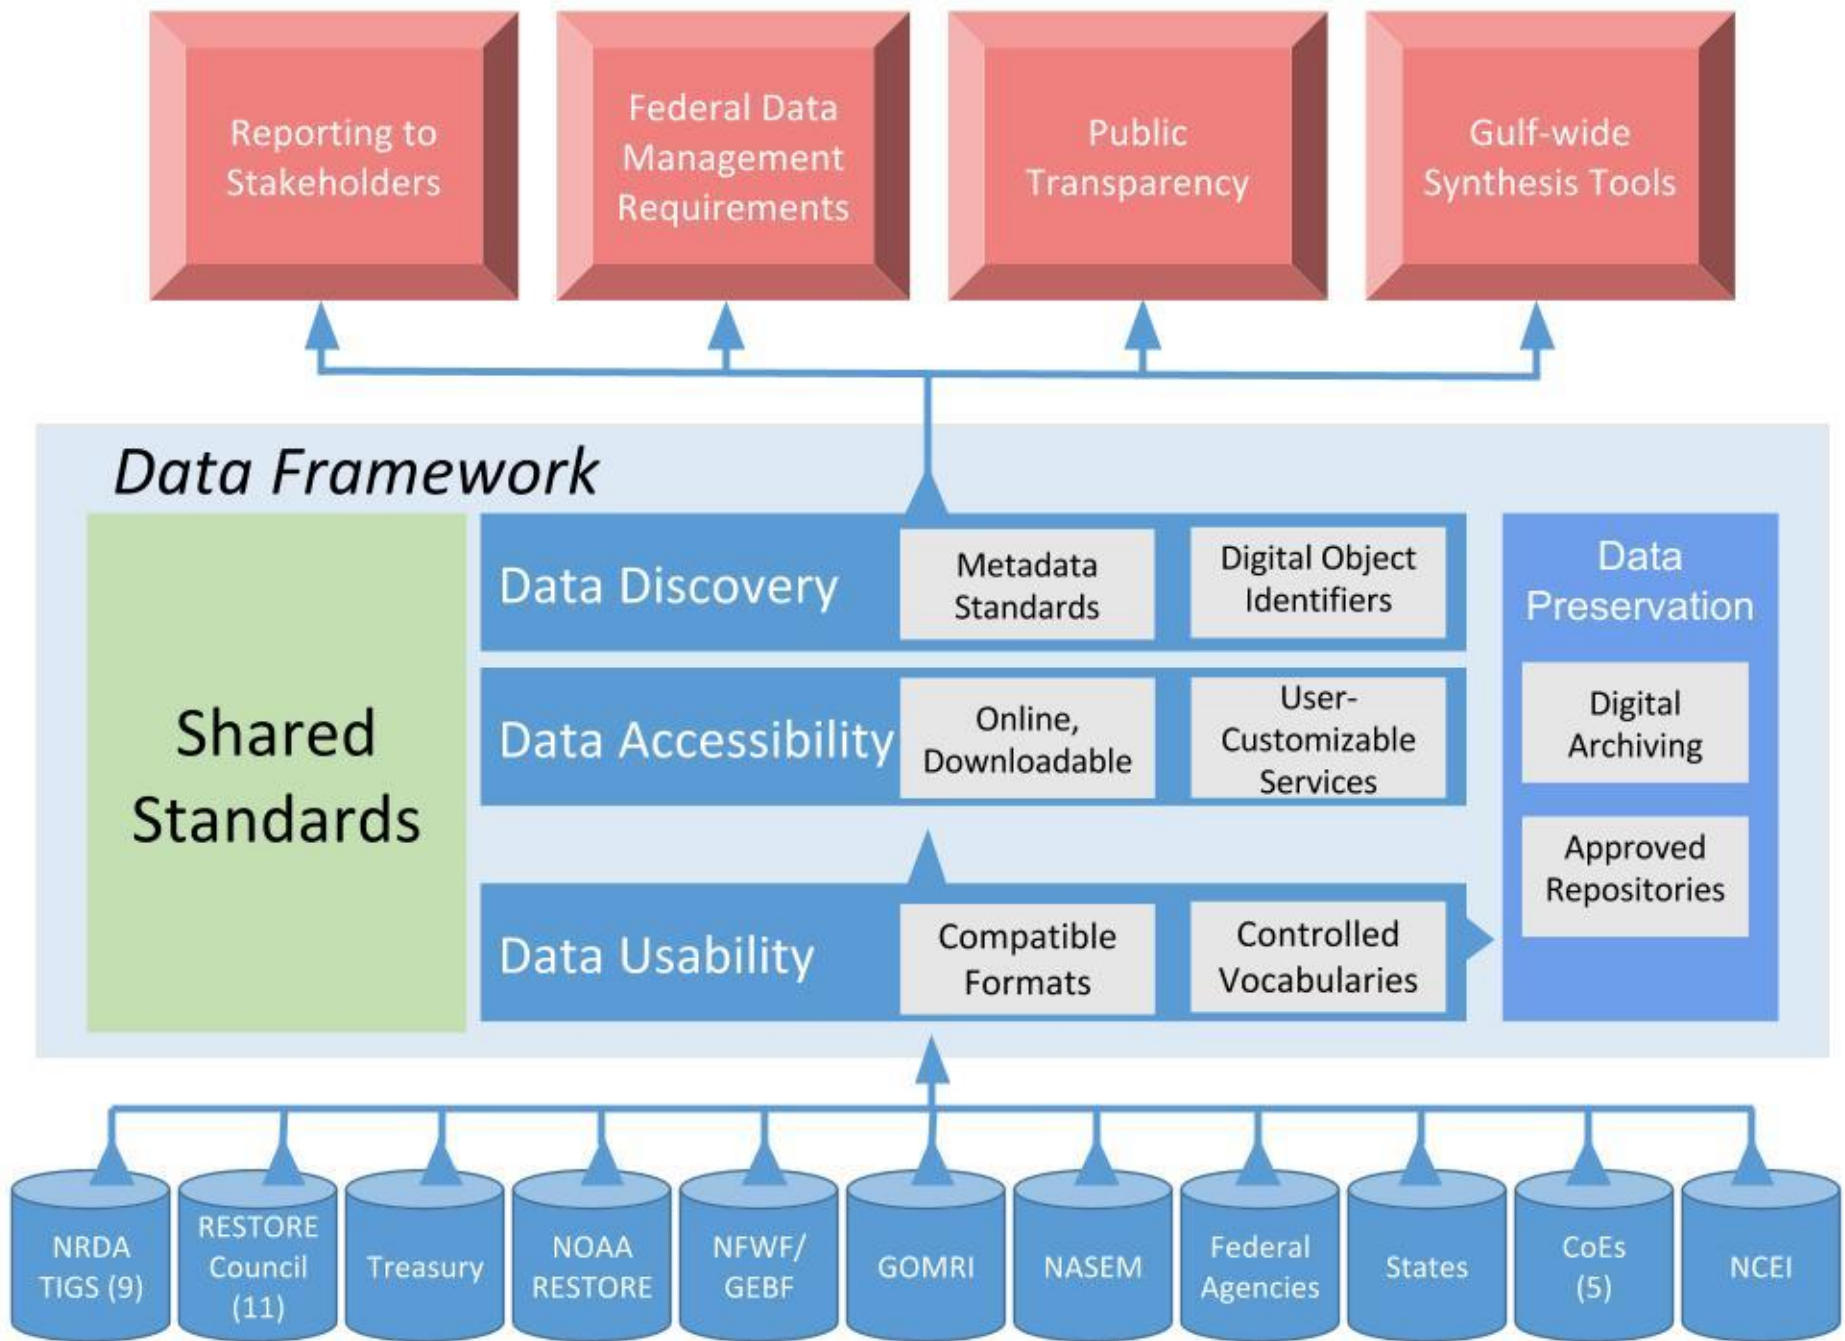 Reporting to
Stakeholders
Federal Data
Management
Requirements
Public
Transparency
Gulf-wide
Synthesis Tools
Data Framework
Shared
Standards
Data Discovery
Metadata
Standards
Digital Object
Identifiers
Data Accessibility
Online,
Downloadable
User-
Customizable
Services
Data Usability
Compatible
Formats
Controlled
Vocabularies
Data
Preservation
Digital
Archiving
Approved
Repositories
NRDA
TIGS (9)
RESTORE
Council
(11)
Treasury
NOAA
RESTORE
NFWF/
GEBF
GOMRI
NASEM
Federal
Agencies
States
CoEs
(5)
NCEI